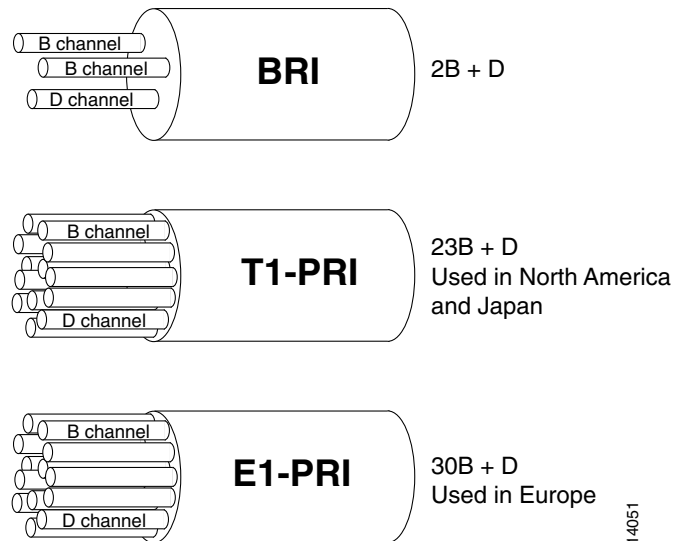 B channel
B channel
D channel
BRI
2B + D
B channel
D channel
T1-PRI
23B + D
Used in North America
and Japan
B channel
D channel
E1-PRI
30B + D
Used in Europe
14051